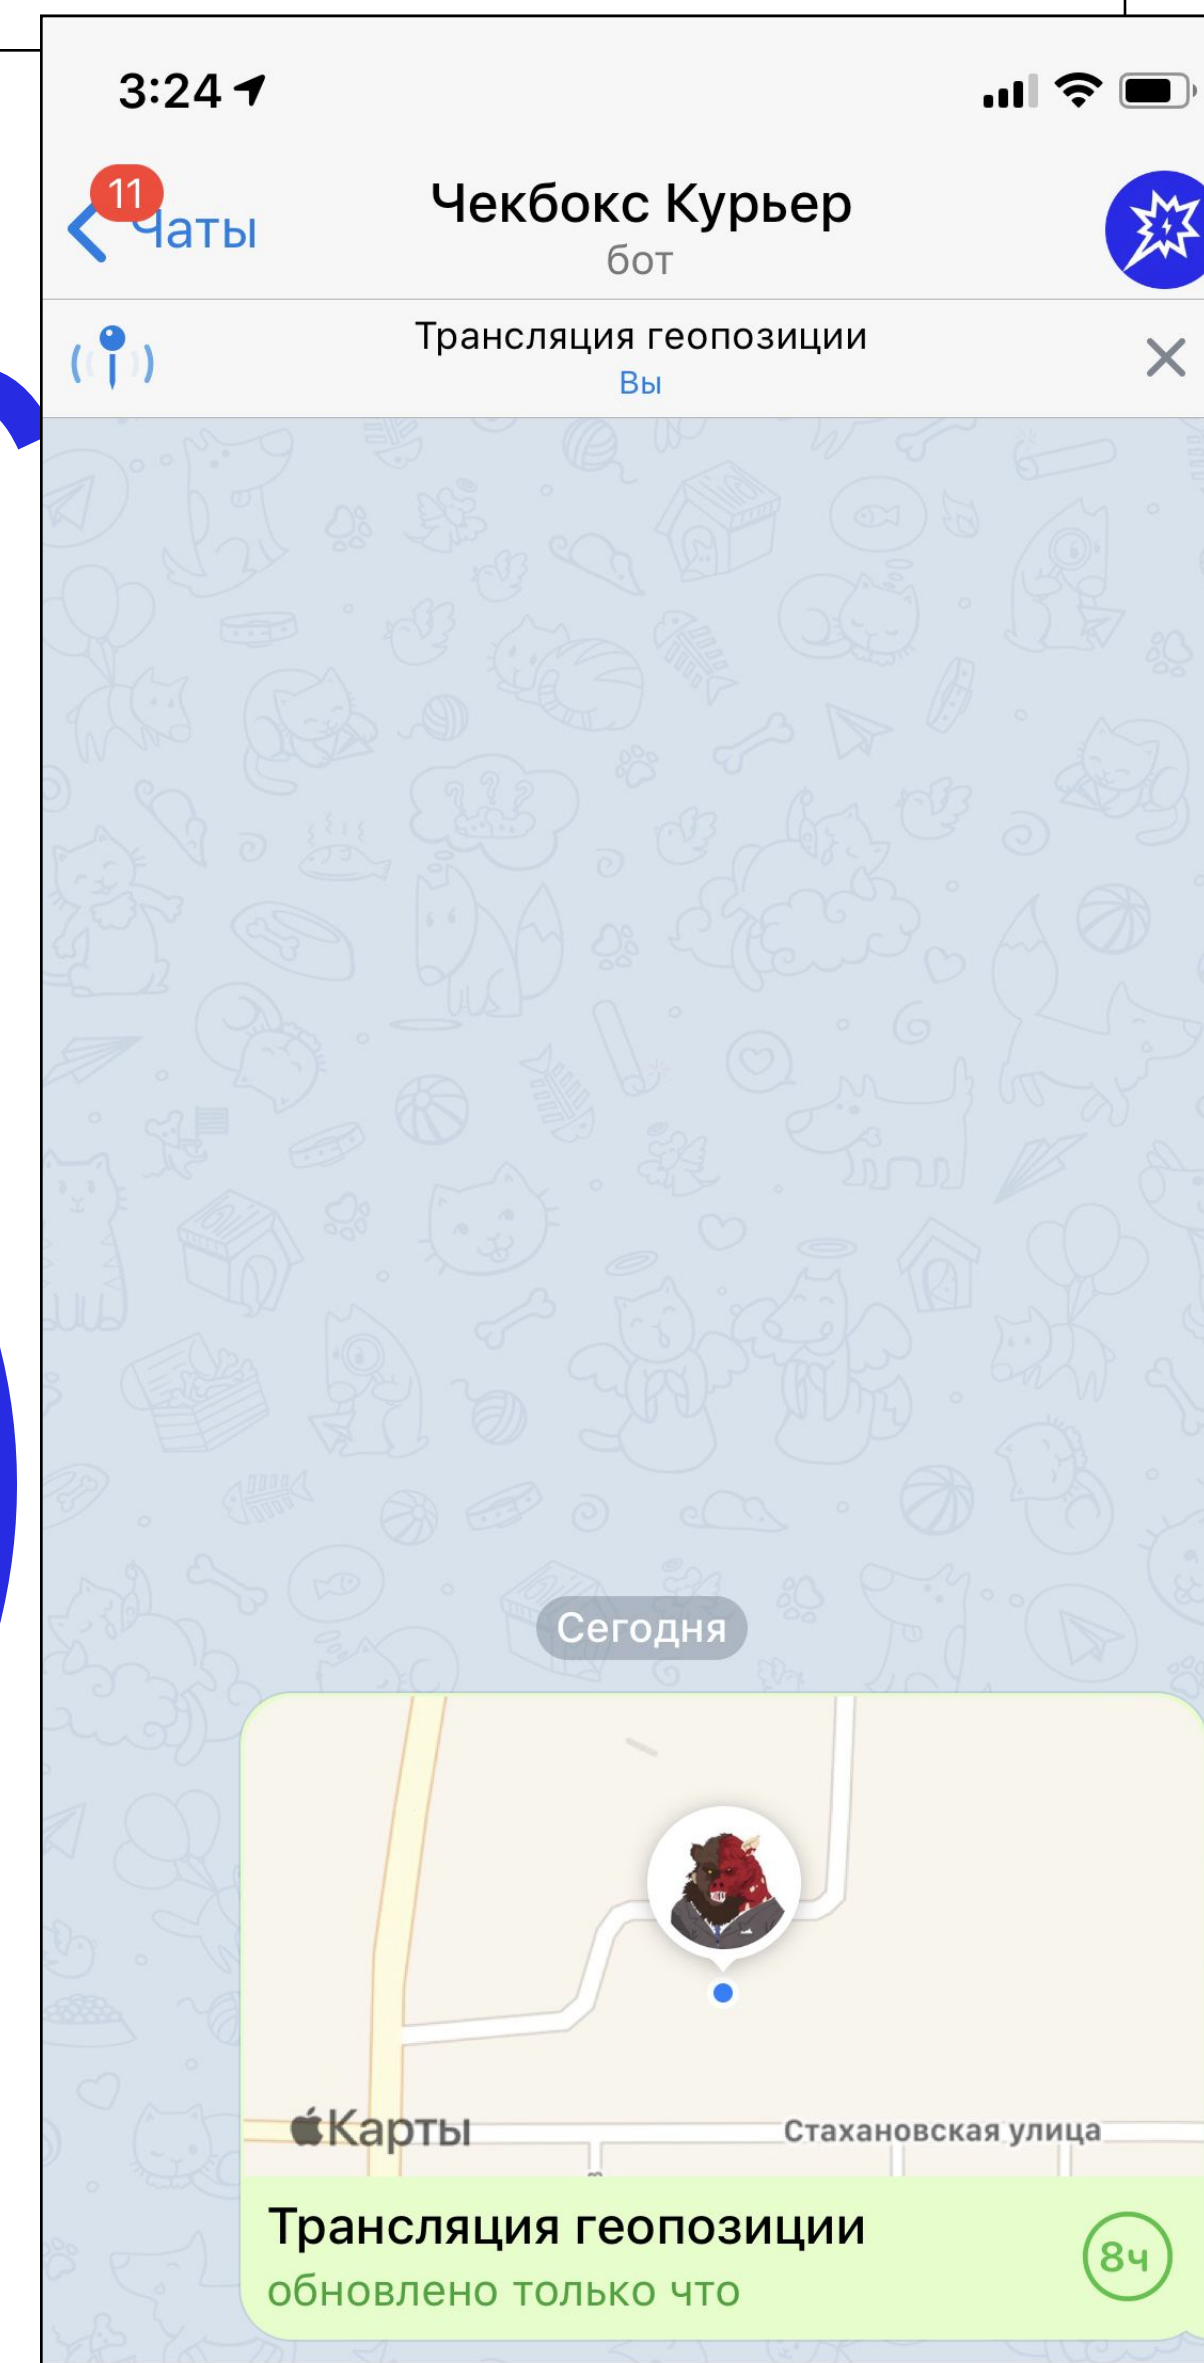 3:24
11
Чаты
Чекбокс Курьер
бот
Трансляция геопозиции
Вы
Сегодня
Карты
Стахановская улица
Трансляция геопозиции
8ч
обновлено только что